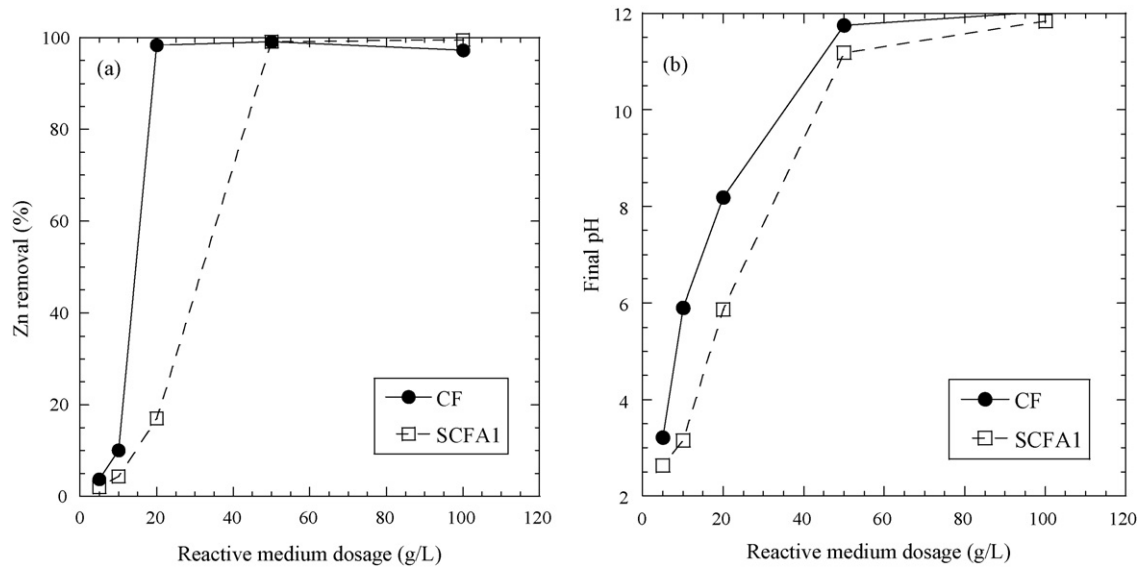 (a)
Zn removal (%)
100
80
60
40
20
0
0 20 40 60 80 100 120
Reactive medium dosage (g/L)
CF
SCFA1
(b)
Final pH
12
10
8
6
4
2
0 20 40 60 80 100 120
Reactive medium dosage (g/L)
CF
SCFA1